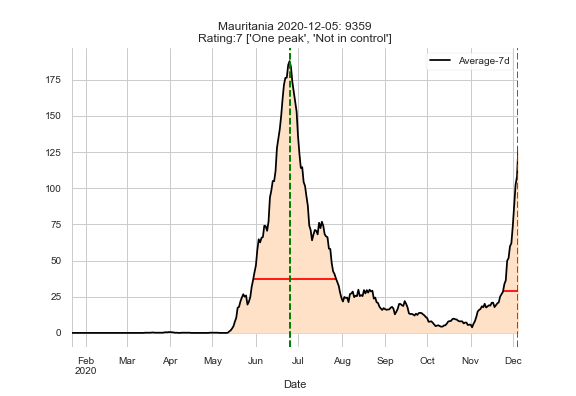 Mauritania 2020-12-05: 9359
Rating:7 ['One peak', 'Not in control']
Average-7d
175
150
125
100
75
50
25
0
Feb Mar Apr May Jun Jul Aug Sep Oct Nov Dec
2020
Date